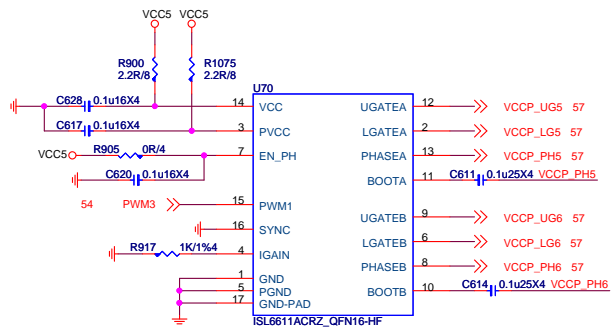 VCC5 VCC5
R900 R1075
2.2R/8 2.2R/8
U70
C628 0.1u16X4
14 VCC UGATEA 12 VCCP_UG5 57
C617 0.1u16X4
3 PVCC LGATEA 2 VCCP_LG5 57
R905 0R/4
VCC5 7 EN_PH PHASEA 13 VCCP_PH5 57
C620 0.1u16X4
BOOTA 11 C611 0.1u25X4 VCCP_PH5
54 PWM3 15 PWM1
UGATEB 9 VCCP_UG6 57
16 SYNC
LGATEB 6 VCCP_LG6 57
R917 1K/1%4
4 IGAIN
PHASEB 8 VCCP_PH6 57
1 GND
5 PGND BOOTB 10 C614 0.1u25X4 VCCP_PH6
17 GND-PAD
ISL6611ACRZ_QFN16-HF